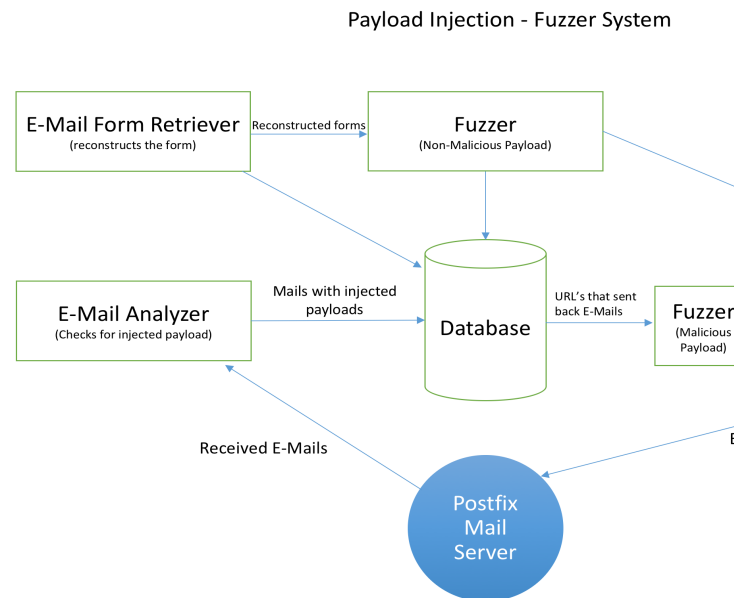 Payload Injection - Fuzzer System
E-Mail Form Retriever
(reconstructs the form)
Reconstructed forms
Fuzzer
(Non-Malicious Payload)
E-Mail Analyzer
(Checks for injected payload)
Mails with injected
payloads
Database
URL's that sent
back E-Mails
Fuzzer
(Malicious
Payload)
Received E-Mails
Postfix
Mail
Server